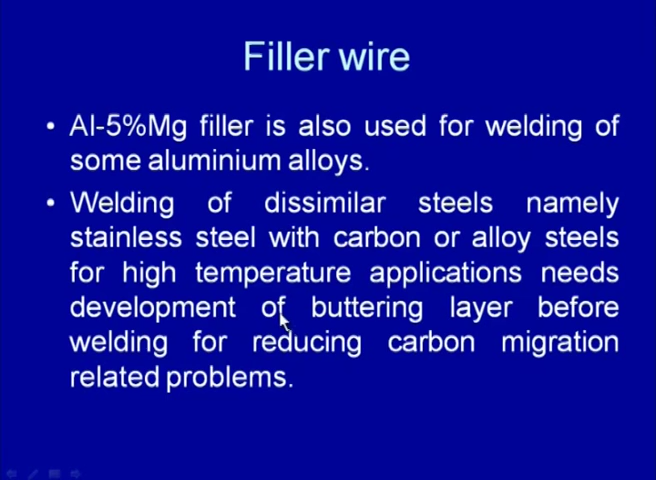 Filler wire
• Al-5%Mg filler is also used for welding of
some aluminium alloys.
• Welding of dissimilar steels namely
stainless steel with carbon or alloy steels
for high temperature applications needs
development of buttering layer before
welding for reducing carbon migration
related problems.